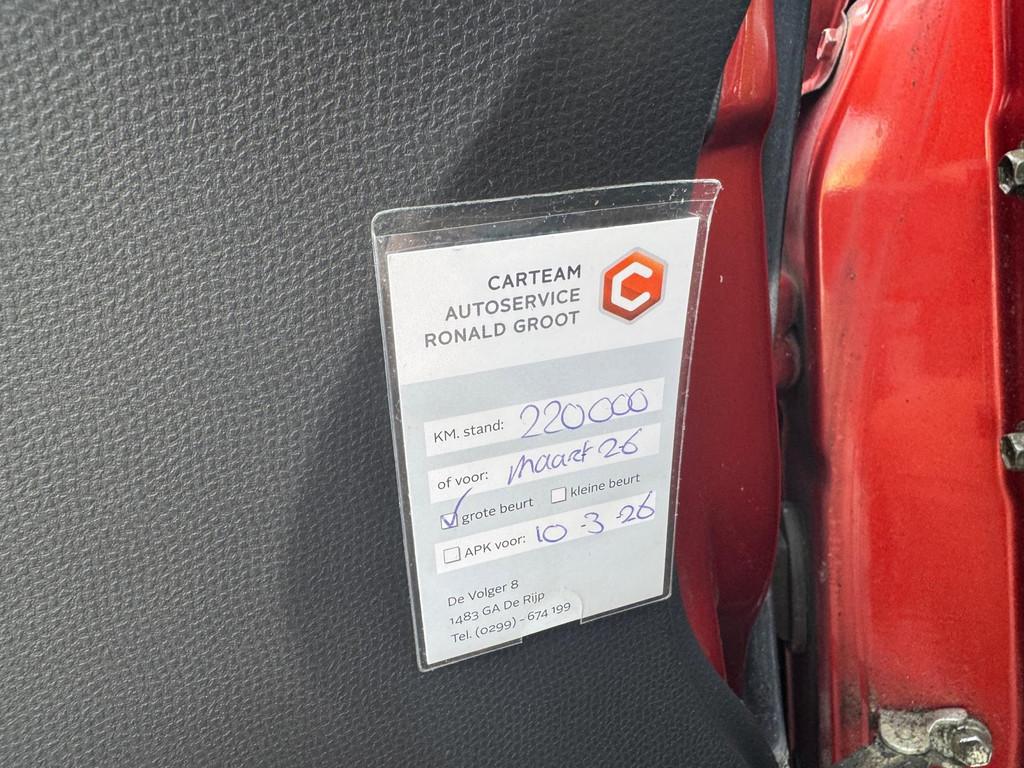 CARTEAM
AUTOSERVICE
RONALD GROOT
KM. stand: 220000
of voor: maart 26
grote beurt kleine beurt
APK voor: 10-3-26
De Volger 8
1483 GA De Rijp
Tel. (0299) - 674 199